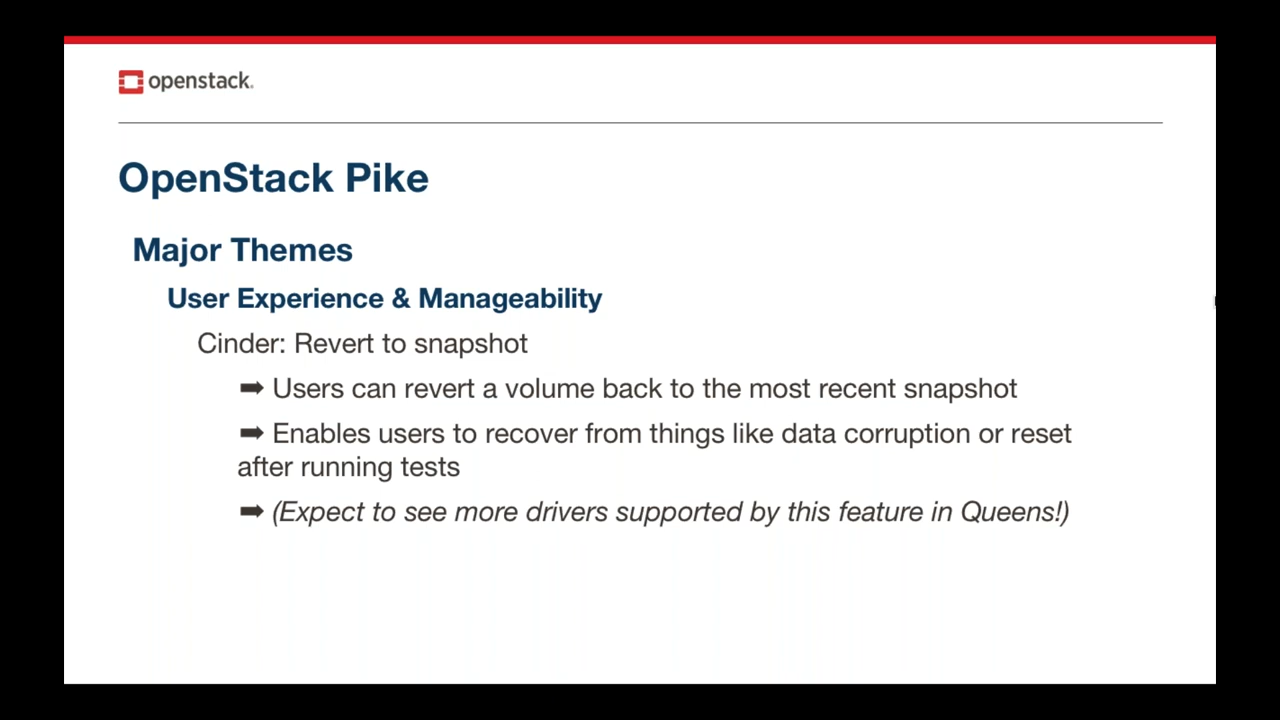 openstack.
OpenStack Pike
Major Themes
User Experience & Manageability
Cinder: Revert to snapshot
➡ Users can revert a volume back to the most recent snapshot
➡ Enables users to recover from things like data corruption or reset
after running tests
➡ (Expect to see more drivers supported by this feature in Queens!)